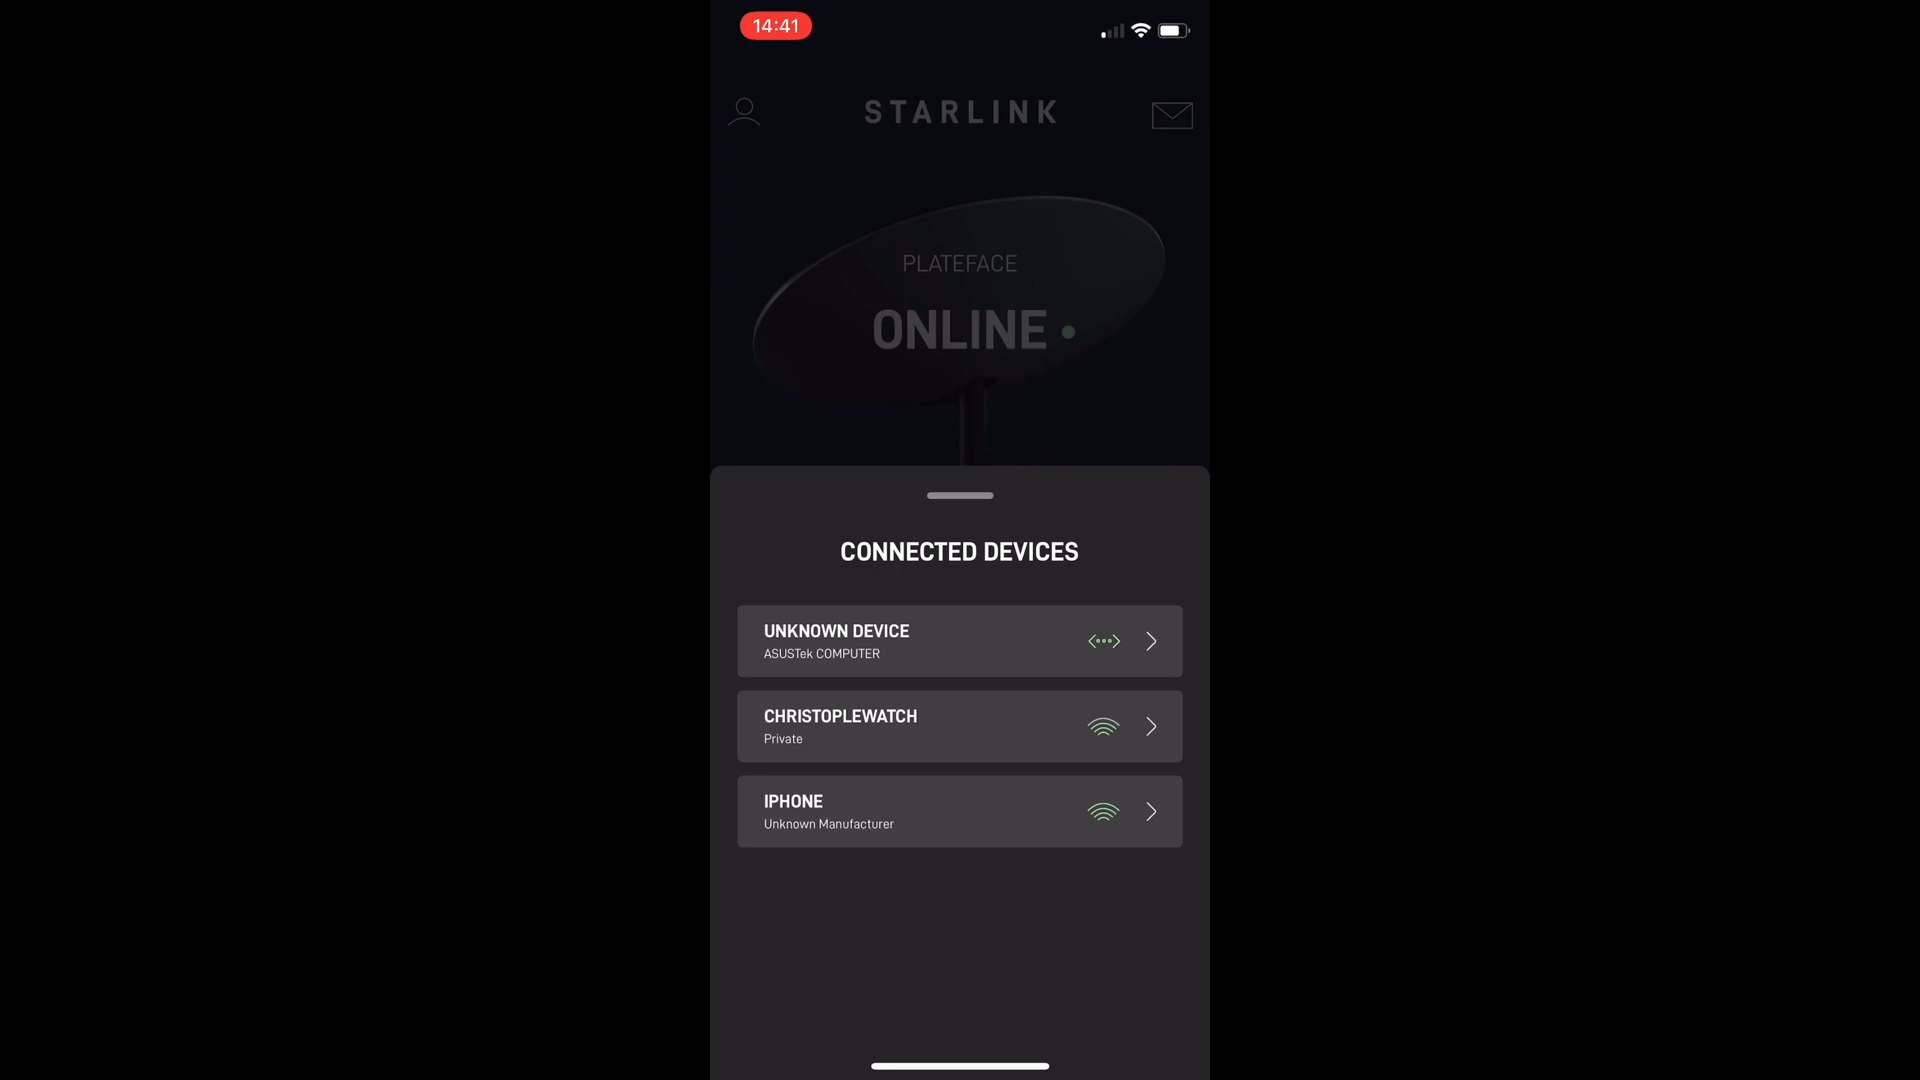 14:41
STARLINK
PLATEFACE
ONLINE
CONNECTED DEVICES
UNKNOWN DEVICE
ASUSTek COMPUTER
CHRISTOPLEWATCH
Private
IPHONE
Unknown Manufacturer